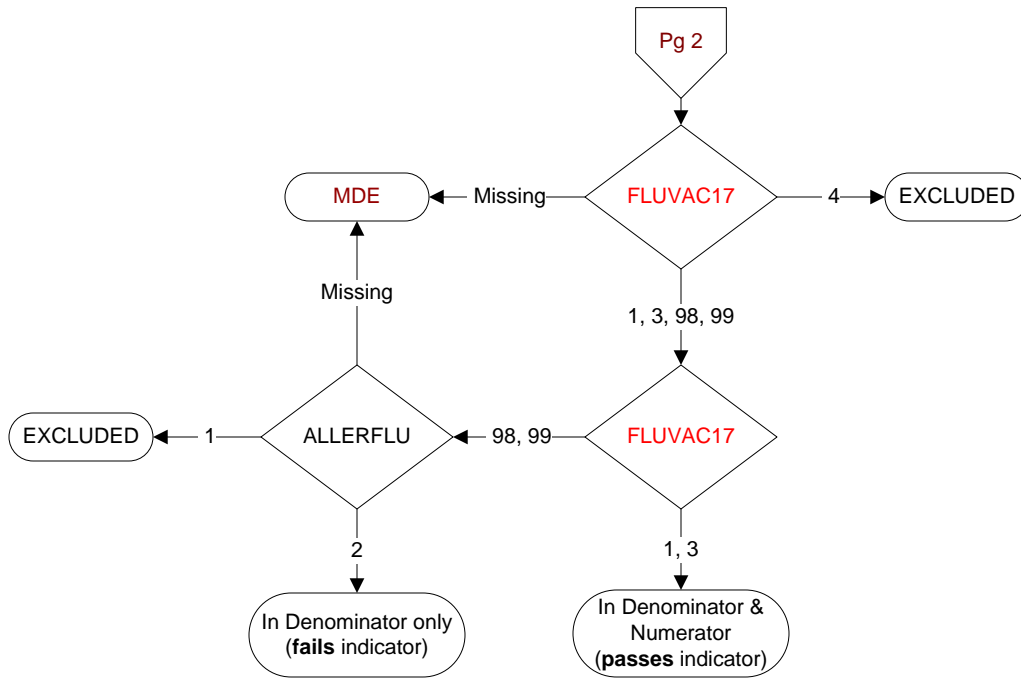 Pg 2
MDE
Missing
FLUVAC17
4
EXCLUDED
Missing
1, 3, 98, 99
EXCLUDED
1
ALLERFLU
98, 99
FLUVAC17
2
1, 3
In Denominator only
(fails indicator)
In Denominator &
Numerator
(passes indicator)